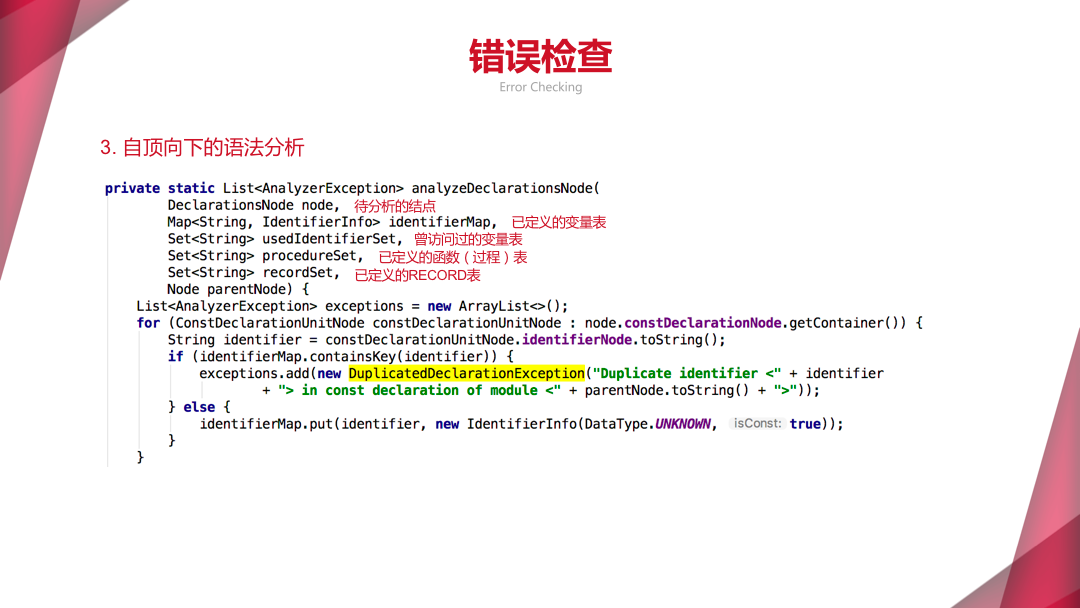 错误检查
Error Checking
3. 自顶向下的语法分析
private static List<AnalyzerException> analyzeDeclarationsNode(
DeclarationsNode node, 待分析的结点
Map<String, IdentifierInfo> identifierMap, 已定义的变量表
Set<String> usedIdentifierSet, 曾访问过的变量表
Set<String> procedureSet, 已定义的函数（过程）表
Set<String> recordSet, 已定义的RECORD表
Node parentNode) {
List<AnalyzerException> exceptions = new ArrayList<>();
for (ConstDeclarationUnitNode constDeclarationUnitNode : node.constDeclarationNode.getContainer()) {
String identifier = constDeclarationUnitNode.identifierNode.toString();
if (identifierMap.containsKey(identifier)) {
exceptions.add(new DuplicatedDeclarationException("Duplicate identifier <" + identifier
+ "> in const declaration of module <" + parentNode.toString() + ">"));
} else {
identifierMap.put(identifier, new IdentifierInfo(DataType.UNKNOWN, isConst: true));
}
}